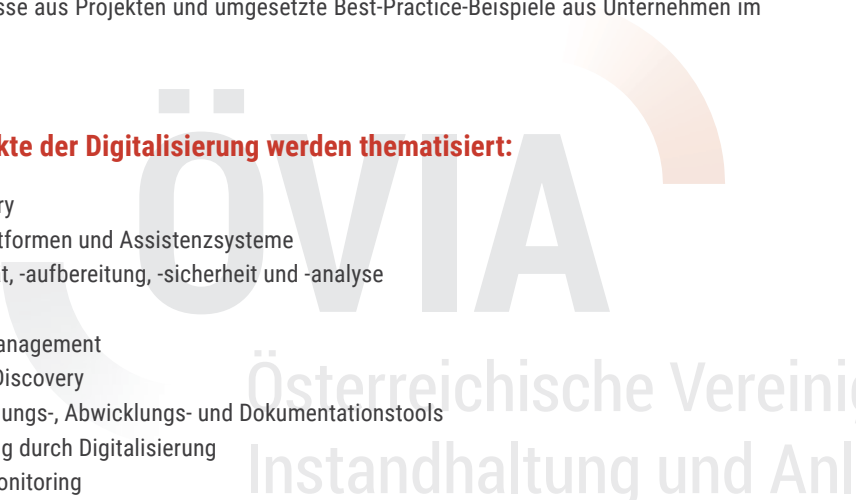 sse aus Projekten und umgesetzte Best-Practice-Beispiele aus Unternehmen im
kte der Digitalisierung werden thematisiert:
ry
tformen und Assistenzsysteme
t, -aufbereitung, -sicherheit und -analyse
anagement
Discovery
ungs-, Abwicklungs- und Dokumentationstools
g durch Digitalisierung
onitoring
ÖVIA
Österreichische Vereinig
Instandhaltung und Anl